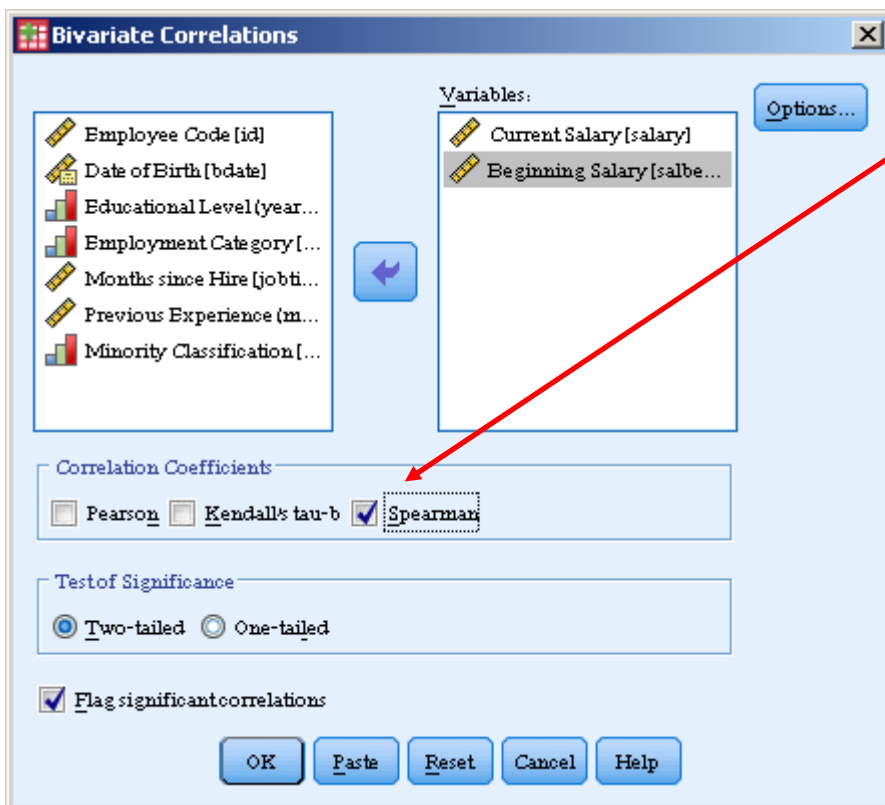 Bivariate Correlations
Variables:
Options...
Employee Code [id]
Date of Birth [bdate]
Educational Level (year...
Employment Category [...
Months since Hire [jobti...
Previous Experience (m...
Minority Classification [...
Current Salary [salary]
Beginning Salary [salbe...
Correlation Coefficients
Pearson Kendall's tau-b Spearman
Test of Significance
Two-tailed One-tailed
Flag significant correlations
OK Paste Reset Cancel Help